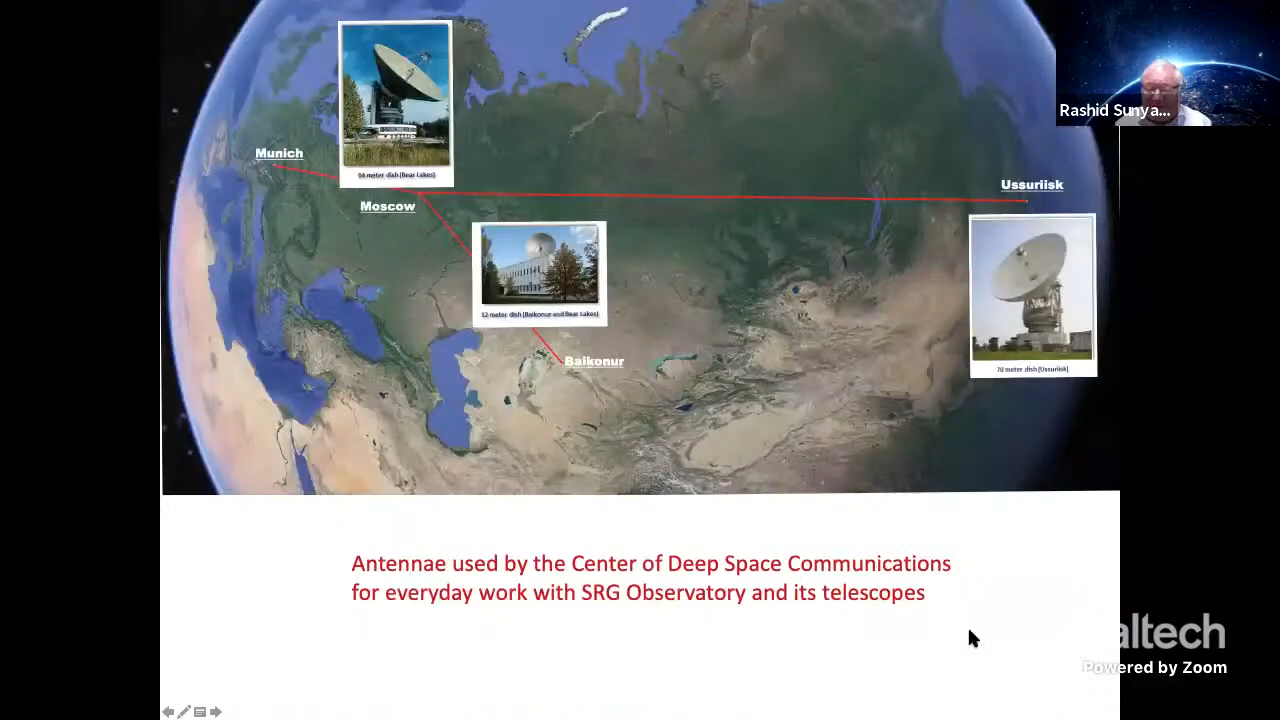 Rashid Sunya...
Munich
64 meter dish (Bear Lakes)
Ussuriisk
Moscow
12 meter dish (Baikonur and Bear Lakes)
Baikonur
70 meter dish (Ussuriisk)
Antennae used by the Center of Deep Space Communications
for everyday work with SRG Observatory and its telescopes
altech
Powered by Zoom